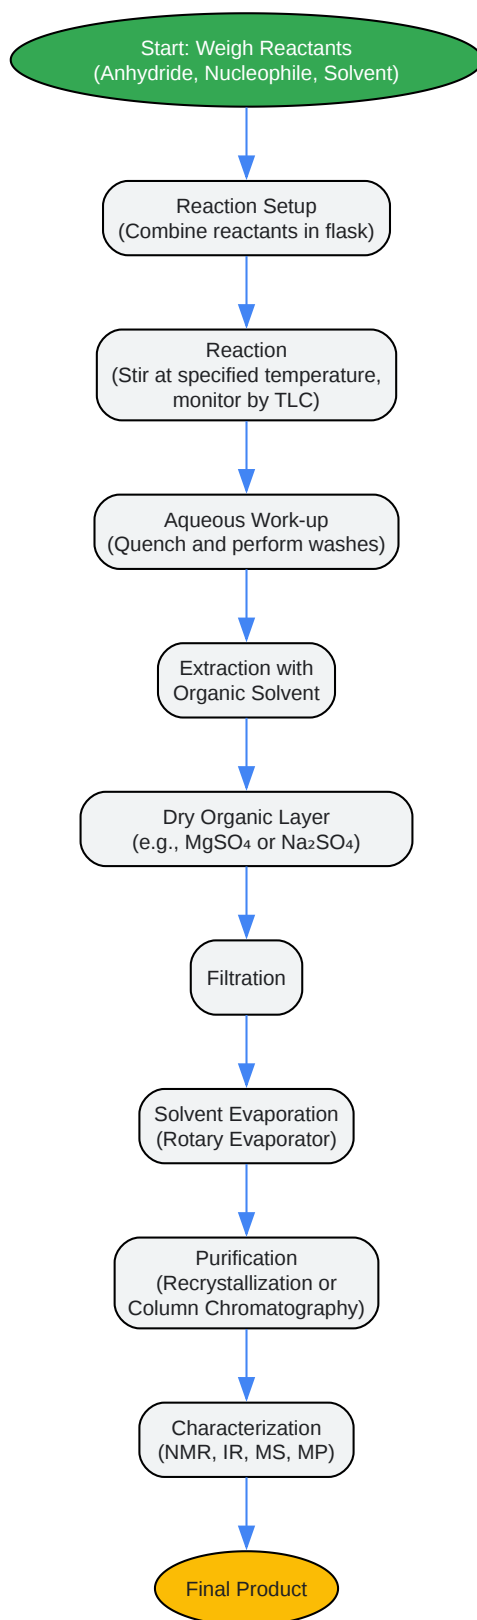 Start: Weigh Reactants
(Anhydride, Nucleophile, Solvent)
Reaction Setup
(Combine reactants in flask)
Reaction
(Stir at specified temperature,
monitor by TLC)
Aqueous Work-up
(Quench and perform washes)
Extraction with
Organic Solvent
Dry Organic Layer
(e.g., MgSO₄ or Na₂SO₄)
Filtration
Solvent Evaporation
(Rotary Evaporator)
Purification
(Recrystallization or
Column Chromatography)
Characterization
(NMR, IR, MS, MP)
Final Product